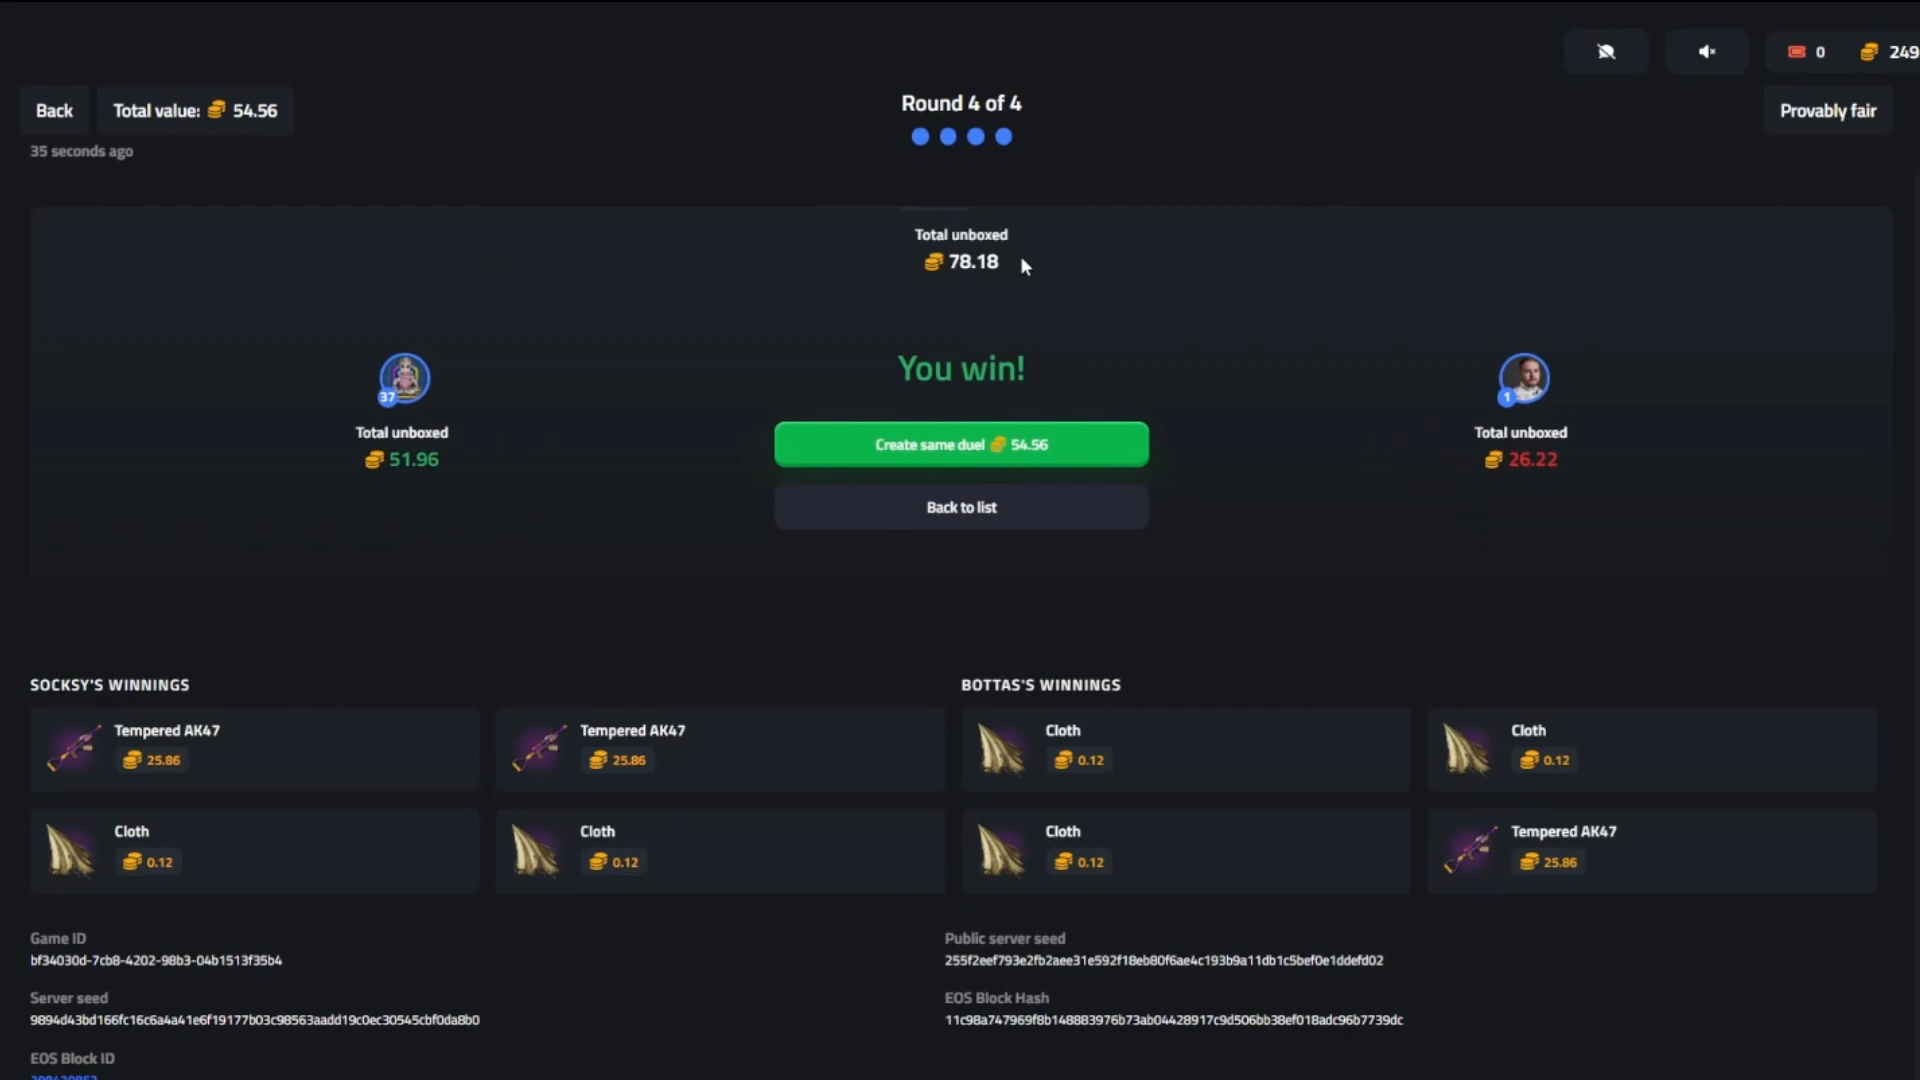 0
249
Back
Total value: 54.56
Round 4 of 4
Provably fair
35 seconds ago
Total unboxed
78.18
You win!
37
1
Total unboxed
51.96
Create same duel 54.56
Total unboxed
26.22
Back to list
SOCKSY'S WINNINGS
BOTTAS'S WINNINGS
Tempered AK47
25.86
Tempered AK47
25.86
Cloth
0.12
Cloth
0.12
Cloth
0.12
Cloth
0.12
Cloth
0.12
Tempered AK47
25.86
Game ID
bf34030d-7cb8-4202-98b3-04b1513f35b4
Public server seed
255f2eef793e2fb2aee31e592f18eb80f6ae4c193b9a11db1c5bef0e1ddefd02
Server seed
9894d43bd166fc16c6a4a41e6f19177b03c98563aadd19c0ec30545cbf0da8b0
EOS Block Hash
11c98a747969f8b148883976b73ab04428917c9d506bb38ef018adc96b7739dc
EOS Block ID